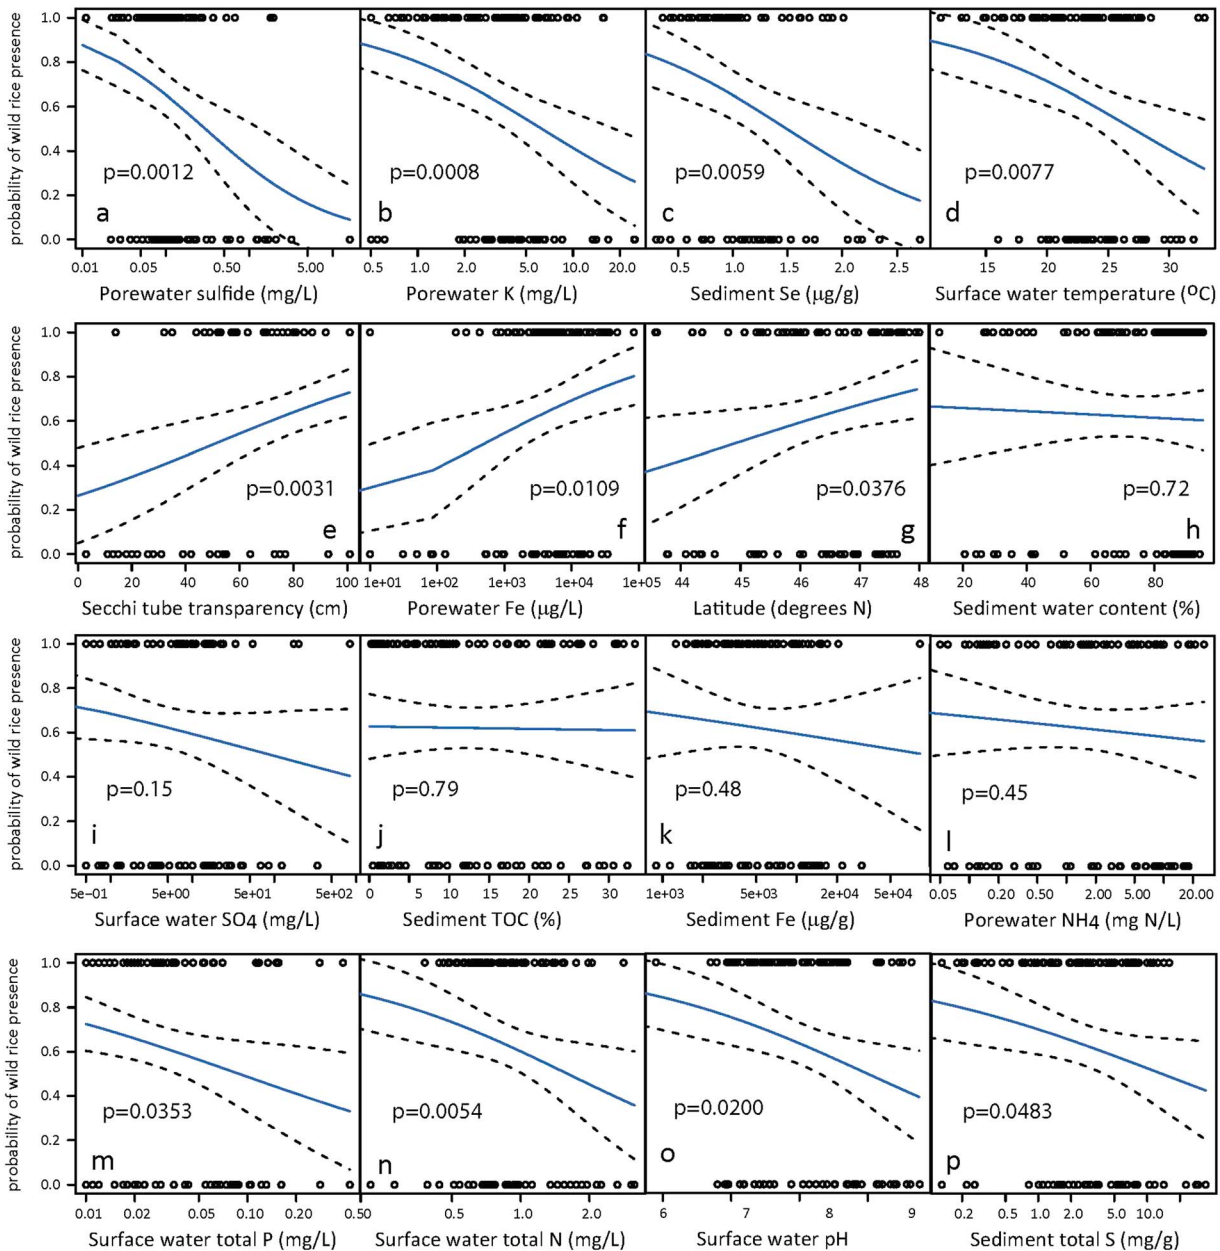 probability of wild rice presence
1.0
0.8
0.6
0.4
0.2
0.0
p=0.0012
a
0.01 0.05 0.50 5.00
Porewater sulfide (mg/L)
p=0.0008
b
0.5 1.0 2.0 5.0 10.0 20.0
Porewater K (mg/L)
p=0.0059
c
0.5 1.0 1.5 2.0 2.5
Sediment Se (μg/g)
p=0.0077
d
15 20 25 30
Surface water temperature (ºC)
probability of wild rice presence
1.0
0.8
0.6
0.4
0.2
0.0
p=0.0031
e
0 20 40 60 80 100
Secchi tube transparency (cm)
p=0.0109
f
1e+01 1e+02 1e+03 1e+04 1e+05
Porewater Fe (μg/L)
p=0.0376
g
44 45 46 47 48
Latitude (degrees N)
p=0.72
h
20 40 60 80
Sediment water content (%)
probability of wild rice presence
1.0
0.8
0.6
0.4
0.2
0.0
p=0.15
i
5e−01 5e+00 5e+01 5e+02
Surface water SO4 (mg/L)
p=0.79
j
0 5 10 15 20 25 30
Sediment TOC (%)
p=0.48
k
1e+03 5e+03 2e+04 5e+04
Sediment Fe (μg/g)
p=0.45
l
0.05 0.20 0.50 2.00 5.00 20.00
Porewater NH4 (mg N/L)
probability of wild rice presence
1.0
0.8
0.6
0.4
0.2
0.0
p=0.0353
m
0.01 0.02 0.05 0.10 0.20 0.50
Surface water total P (mg/L)
p=0.0054
n
0.5 1.0 2.0
Surface water total N (mg/L)
p=0.0200
o
6 7 8 9
Surface water pH
p=0.0483
p
0.2 0.5 1.0 2.0 5.0 10.0
Sediment total S (mg/g)